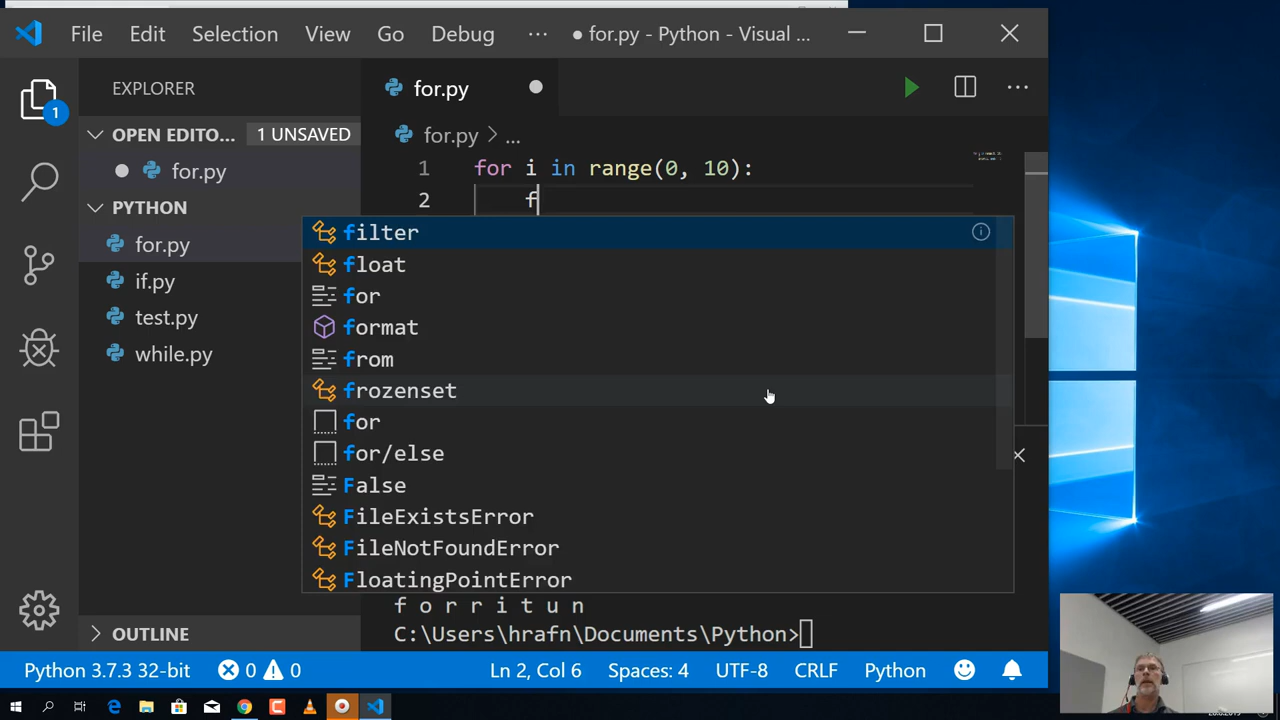 File Edit Selection View Go Debug ··· ● for.py - Python - Visual ...
EXPLORER
for.py
1
OPEN EDITO... 1 UNSAVED
for.py > ...
for.py
1 for i in range(0, 10):
PYTHON
2 f
for.py
if.py
test.py
while.py
filter
float
for
format
from
frozenset
for
for/else
False
FileExistsError
FileNotFoundError
FloatingPointError
f o r r i t u n
OUTLINE
C:\Users\hrafn\Documents\Python>
Python 3.7.3 32-bit 0 0 Ln 2, Col 6 Spaces: 4 UTF-8 CRLF Python